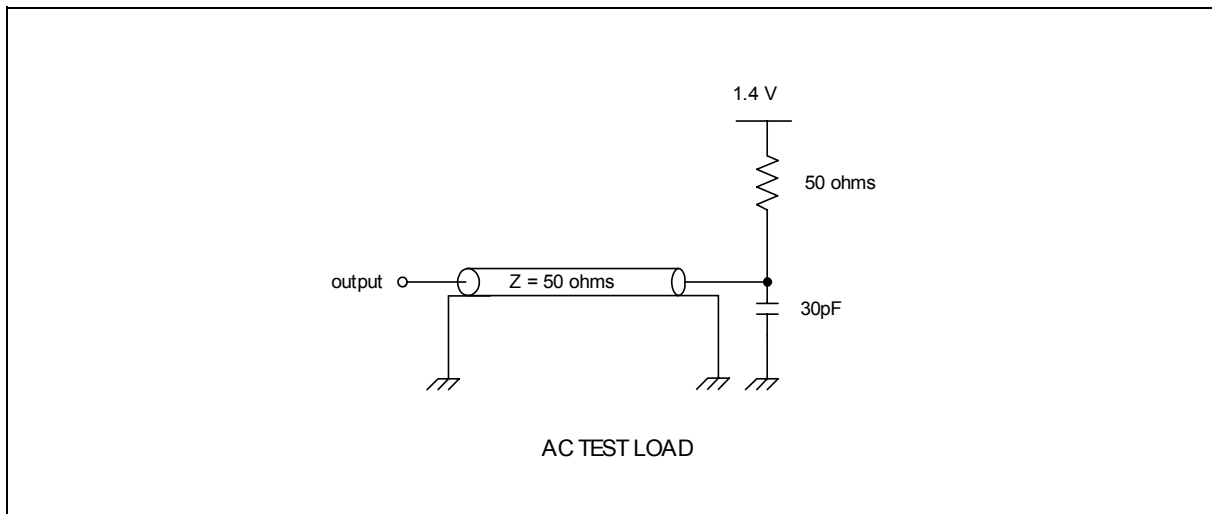 1.4 V
50 ohms
output
Z = 50 ohms
30pF
AC TEST LOAD